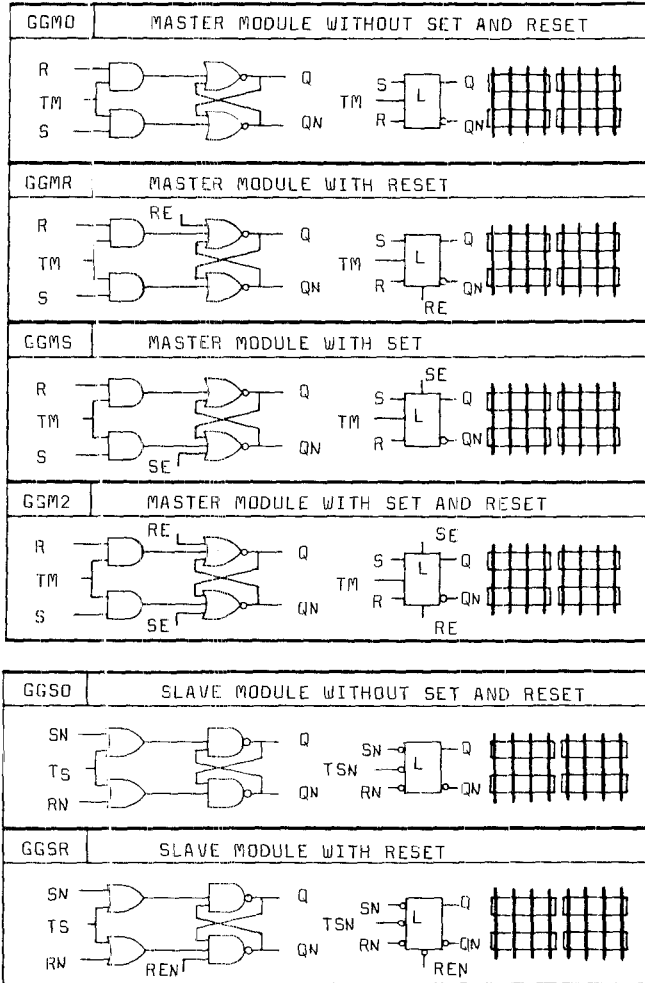 GGM0 MASTER MODULE WITHOUT SET AND RESET
R
TM
S
Q
QN
S
TM
R
L
Q
QN
GGMR MASTER MODULE WITH RESET
RE
R
TM
S
Q
QN
S
TM
R
L
Q
QN
RE
GGMS MASTER MODULE WITH SET
R
TM
S
SE
Q
QN
SE
S
TM
R
L
Q
QN
GGM2 MASTER MODULE WITH SET AND RESET
RE
R
TM
S
SE
Q
QN
SE
S
TM
R
L
Q
QN
RE
GGS0 SLAVE MODULE WITHOUT SET AND RESET
SN
TS
RN
Q
QN
SN
TSN
RN
L
Q
QN
GGSR SLAVE MODULE WITH RESET
SN
TS
RN
REN
Q
QN
SN
TSN
RN
L
Q
QN
REN